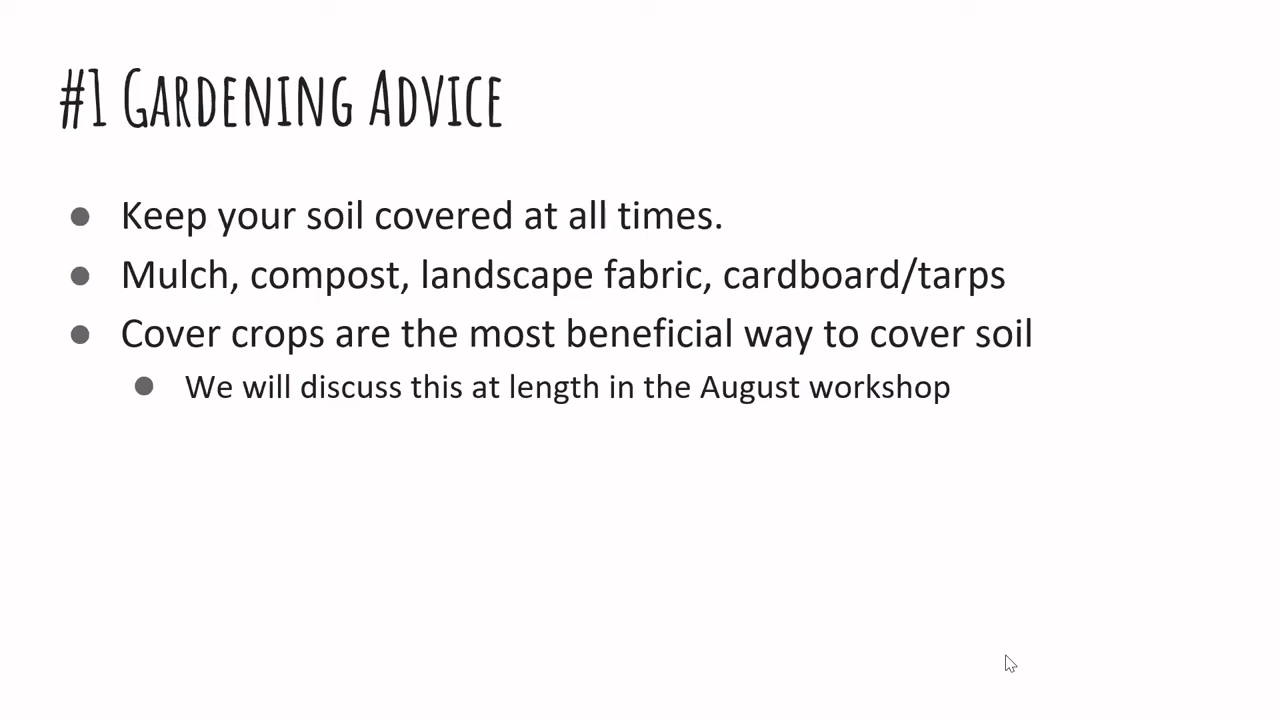 #1 Gardening Advice
Keep your soil covered at all times.
Mulch, compost, landscape fabric, cardboard/tarps
Cover crops are the most beneficial way to cover soil
We will discuss this at length in the August workshop